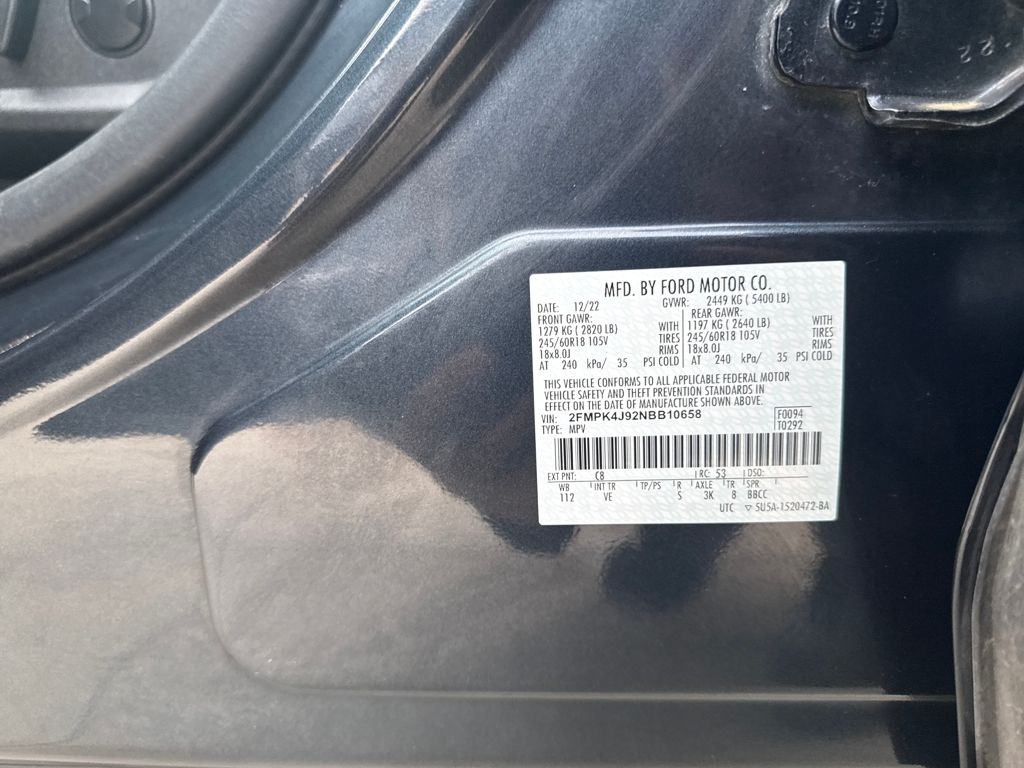 22
MFD. BY FORD MOTOR CO.
DATE: 12/22 GVWR: 2449 KG ( 5400 LB)
FRONT GAWR: REAR GAWR:
1279 KG ( 2820 LB) WITH 1197 KG ( 2640 LB) WITH
245/60R18 105V TIRES 245/60R18 105V TIRES
18x8.0J RIMS 18x8.0J RIMS
AT 240 kPa/ 35 PSI COLD AT 240 kPa/ 35 PSI COLD
THIS VEHICLE CONFORMS TO ALL APPLICABLE FEDERAL MOTOR
VEHICLE SAFETY AND THEFT PREVENTION STANDARDS IN
EFFECT ON THE DATE OF MANUFACTURE SHOWN ABOVE.
VIN: 2FMPK4J92NBB10658 F0094
TYPE: MPV T0292
EXT PNT: C8 RC: 53 DSO:
WB INT TR TP/PS R AXLE TR SPR
112 VE S 3K 8 BBCC
UTC ▽ 5U5A-1520472-BA